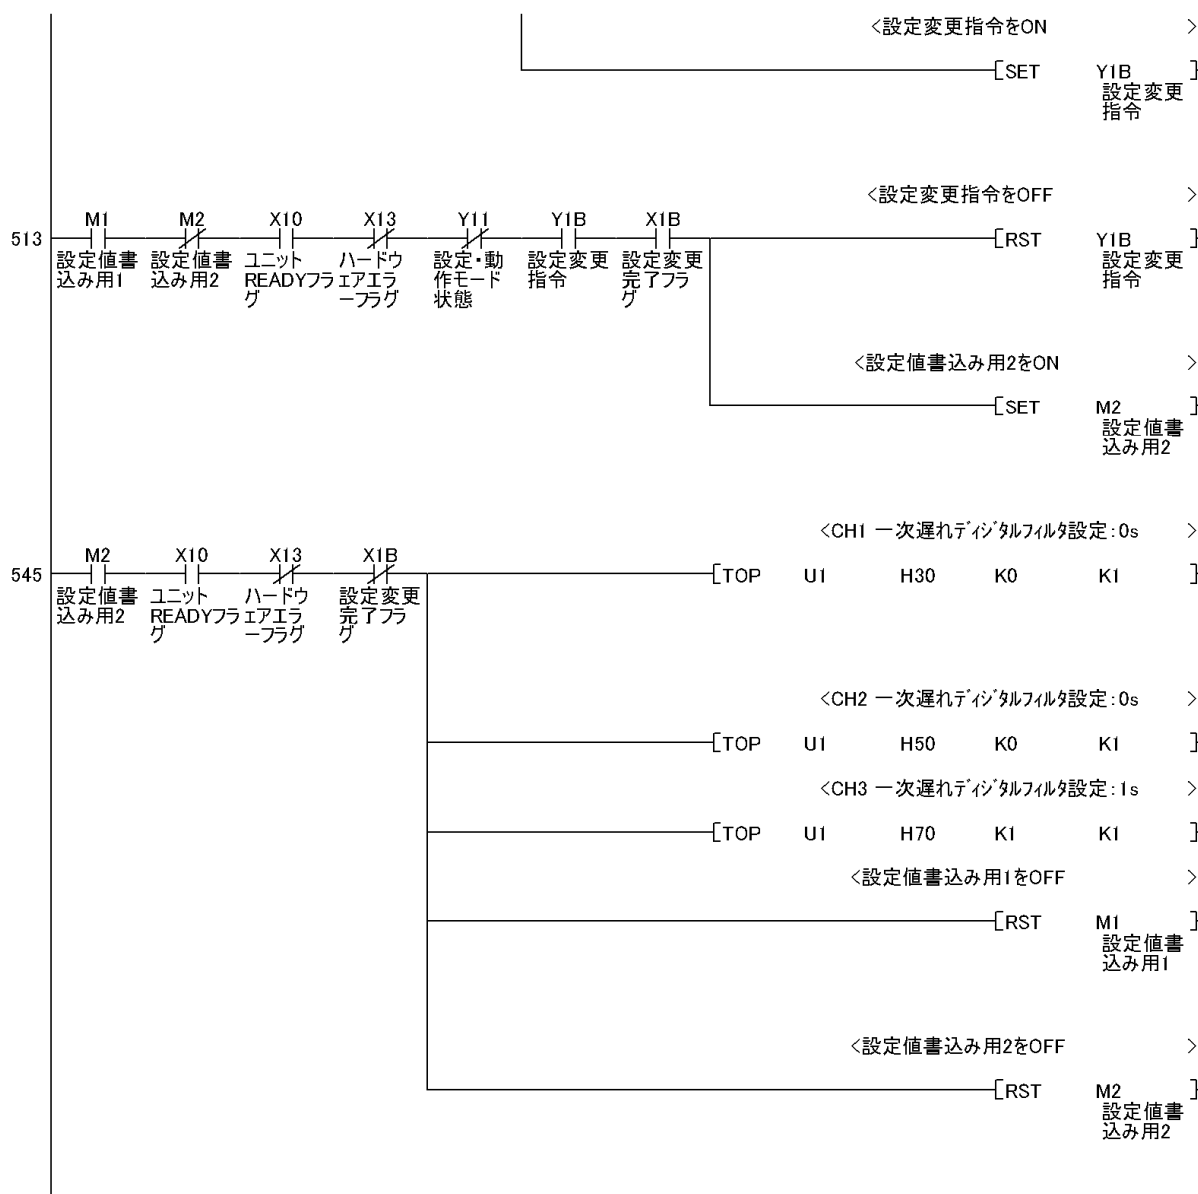 <設定変更指令をON >
[SET Y1B ]
設定変更
指令
<設定変更指令をOFF >
M1 M2 X10 X13 Y11 Y1B X1B
513 [RST Y1B ]
設定値書 設定値書 ユニット ハードウ 設定・動 設定変更 設定変更 設定変更
込み用1 込み用2 READYフラ ェアエラ 作モード 指令 完了フラ 指令
グ ーフラグ 状態 グ
<設定値書込み用2をON >
[SET M2 ]
設定値書
込み用2
<CH1 一次遅れディジタルフィルタ設定:0s >
M2 X10 X13 X1B
545 [TOP U1 H30 K0 K1 ]
設定値書 ユニット ハードウ 設定変更
込み用2 READYフラ ェアエラ 完了フラ
グ ーフラグ グ
<CH2 一次遅れディジタルフィルタ設定:0s >
[TOP U1 H50 K0 K1 ]
<CH3 一次遅れディジタルフィルタ設定:1s >
[TOP U1 H70 K1 K1 ]
<設定値書込み用1をOFF >
[RST M1 ]
設定値書
込み用1
<設定値書込み用2をOFF >
[RST M2 ]
設定値書
込み用2